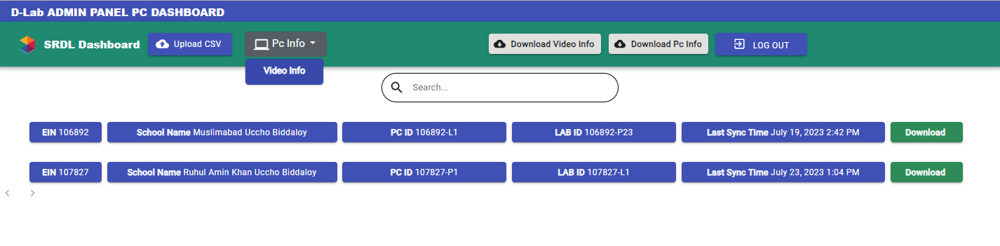 D-Lab ADMIN PANEL PC DASHBOARD
SRDL Dashboard Upload CSV Pc Info Download Video Info Download Pc Info LOG OUT
Video Info
Search...
EIN 106892 School Name Muslimabad Uccho Biddaloy PC ID 106892-L1 LAB ID 106892-P23 Last Sync Time July 19, 2023 2:42 PM Download
EIN 107827 School Name Ruhul Amin Khan Uccho Biddaloy PC ID 107827-P1 LAB ID 107827-L1 Last Sync Time July 23, 2023 1:04 PM Download